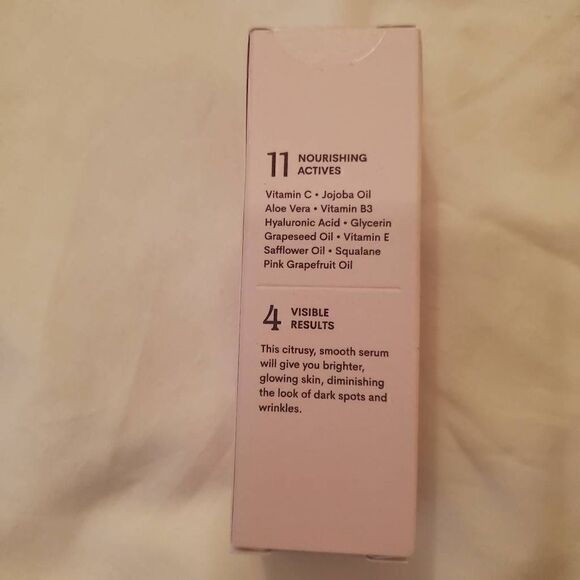 11 NOURISHING
ACTIVES
Vitamin C • Jojoba Oil
Aloe Vera • Vitamin B3
Hyaluronic Acid • Glycerin
Grapeseed Oil • Vitamin E
Safflower Oil • Squalane
Pink Grapefruit Oil
4 VISIBLE
RESULTS
This citrusy, smooth serum
will give you brighter,
glowing skin, diminishing
the look of dark spots and
wrinkles.